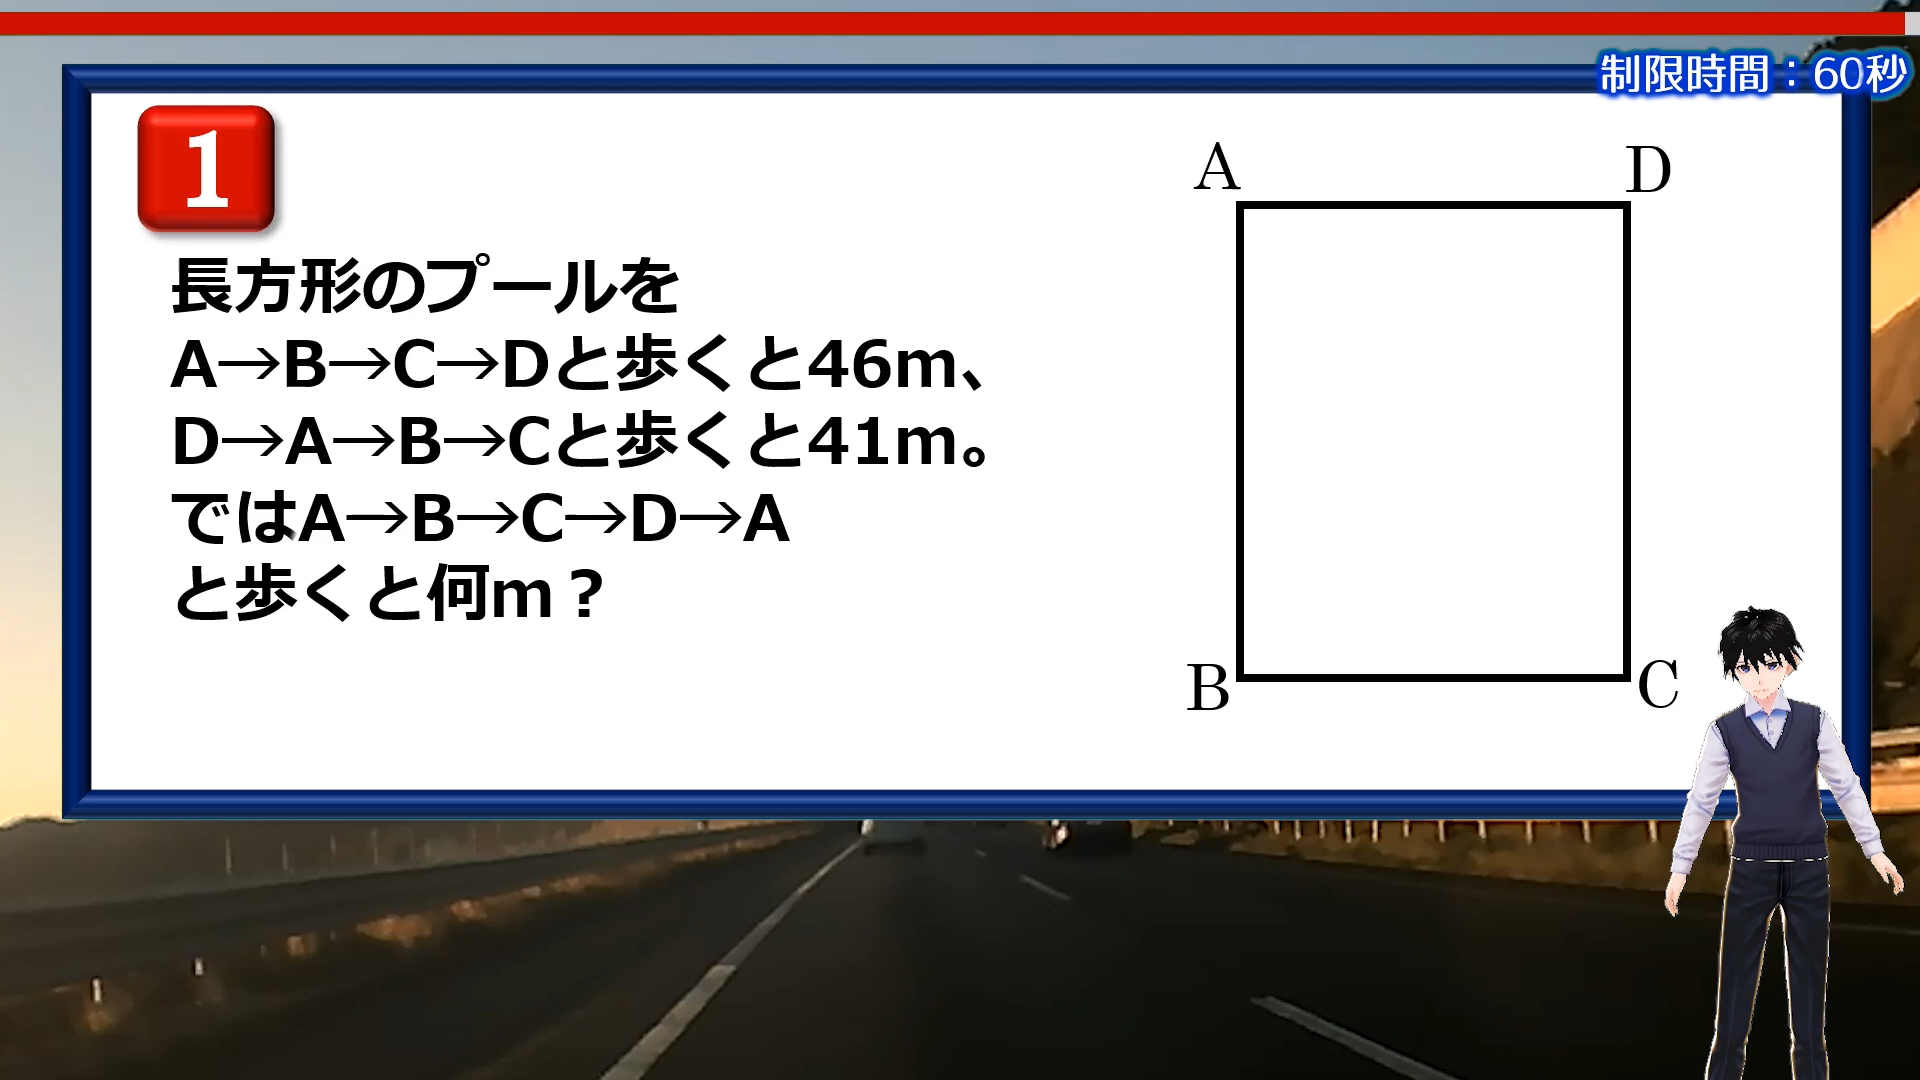 制限時間：60秒
1
A
D
長方形のプールを
A→B→C→Dと歩くと46m、
D→A→B→Cと歩くと41m。
ではA→B→C→D→A
と歩くと何m？
B
C